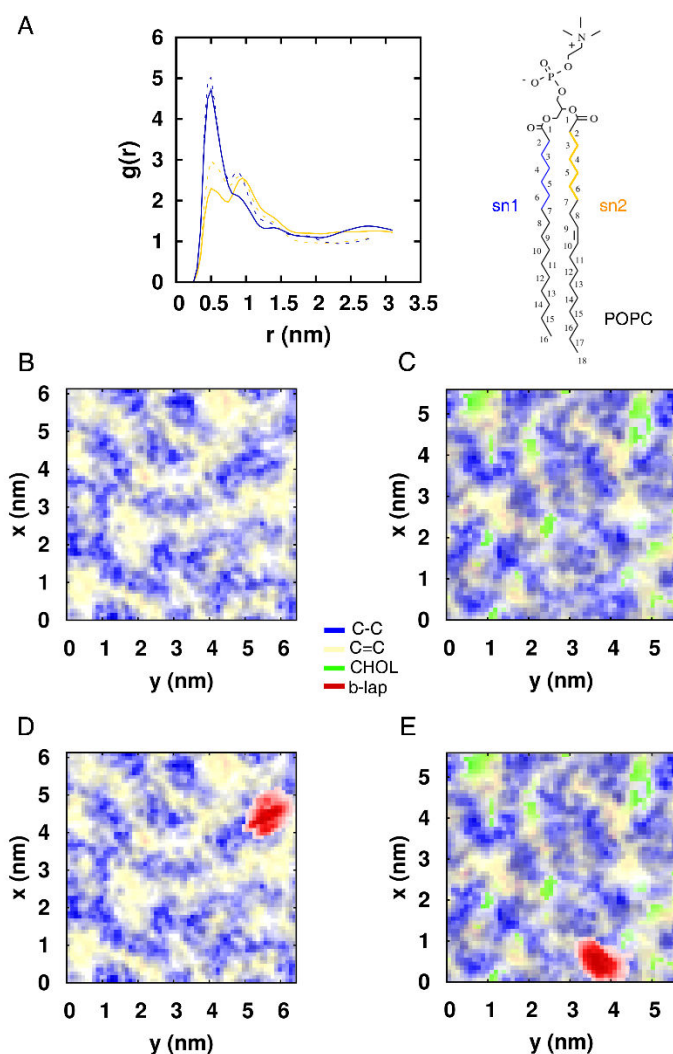 A
g(r)
6
5
4
3
2
1
0
0 0.5 1 1.5 2 2.5 3 3.5
r (nm)
N
+
O
O
P
-O
O
O
O
O
O
O
1
1
2
2
3
3
4
4
5
5
6
6
7
7
8
8
9
9
10
10
11
11
12
12
13
13
14
14
15
15
16
16
17
18
sn1
sn2
POPC
B
x (nm)
6
5
4
3
2
1
0
0 1 2 3 4 5 6
y (nm)
C
x (nm)
5
4
3
2
1
0
0 1 2 3 4 5
y (nm)
C-C
C=C
CHOL
b-lap
D
x (nm)
6
5
4
3
2
1
0
0 1 2 3 4 5 6
y (nm)
E
x (nm)
5
4
3
2
1
0
0 1 2 3 4 5
y (nm)